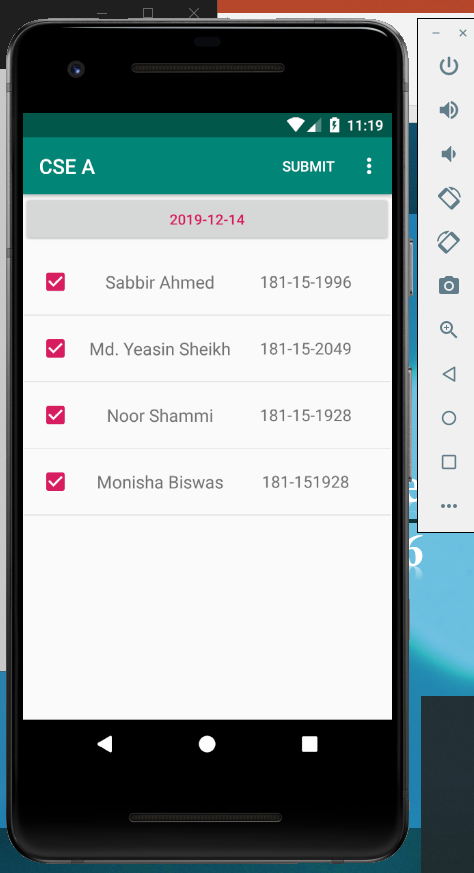 11:19
CSE A SUBMIT
2019-12-14
Sabbir Ahmed 181-15-1996
Md. Yeasin Sheikh 181-15-2049
Noor Shammi 181-15-1928
Monisha Biswas 181-151928
e
6